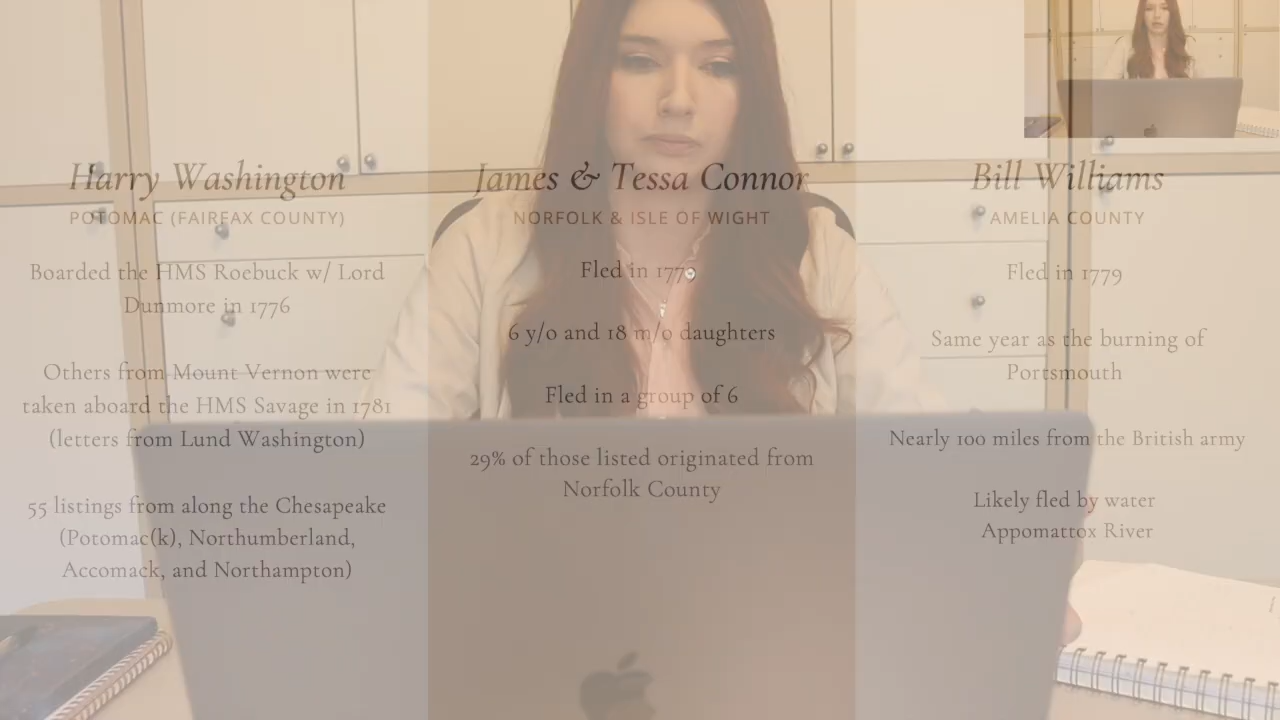 Harry Washington
POTOMAC (FAIRFAX COUNTY)
Boarded the HMS Roebuck w/ Lord
Dunmore in 1776
Others from Mount Vernon were
taken aboard the HMS Savage in 1781
(letters from Lund Washington)
55 listings from along the Chesapeake
(Potomac(k), Northumberland,
Accomack, and Northampton)
James & Tessa Connor
NORFOLK & ISLE OF WIGHT
Fled in 1779
6 y/o and 18 m/o daughters
Fled in a group of 6
29% of those listed originated from
Norfolk County
Bill Williams
AMELIA COUNTY
Fled in 1779
Same year as the burning of
Portsmouth
Nearly 100 miles from the British army
Likely fled by water
Appomattox River